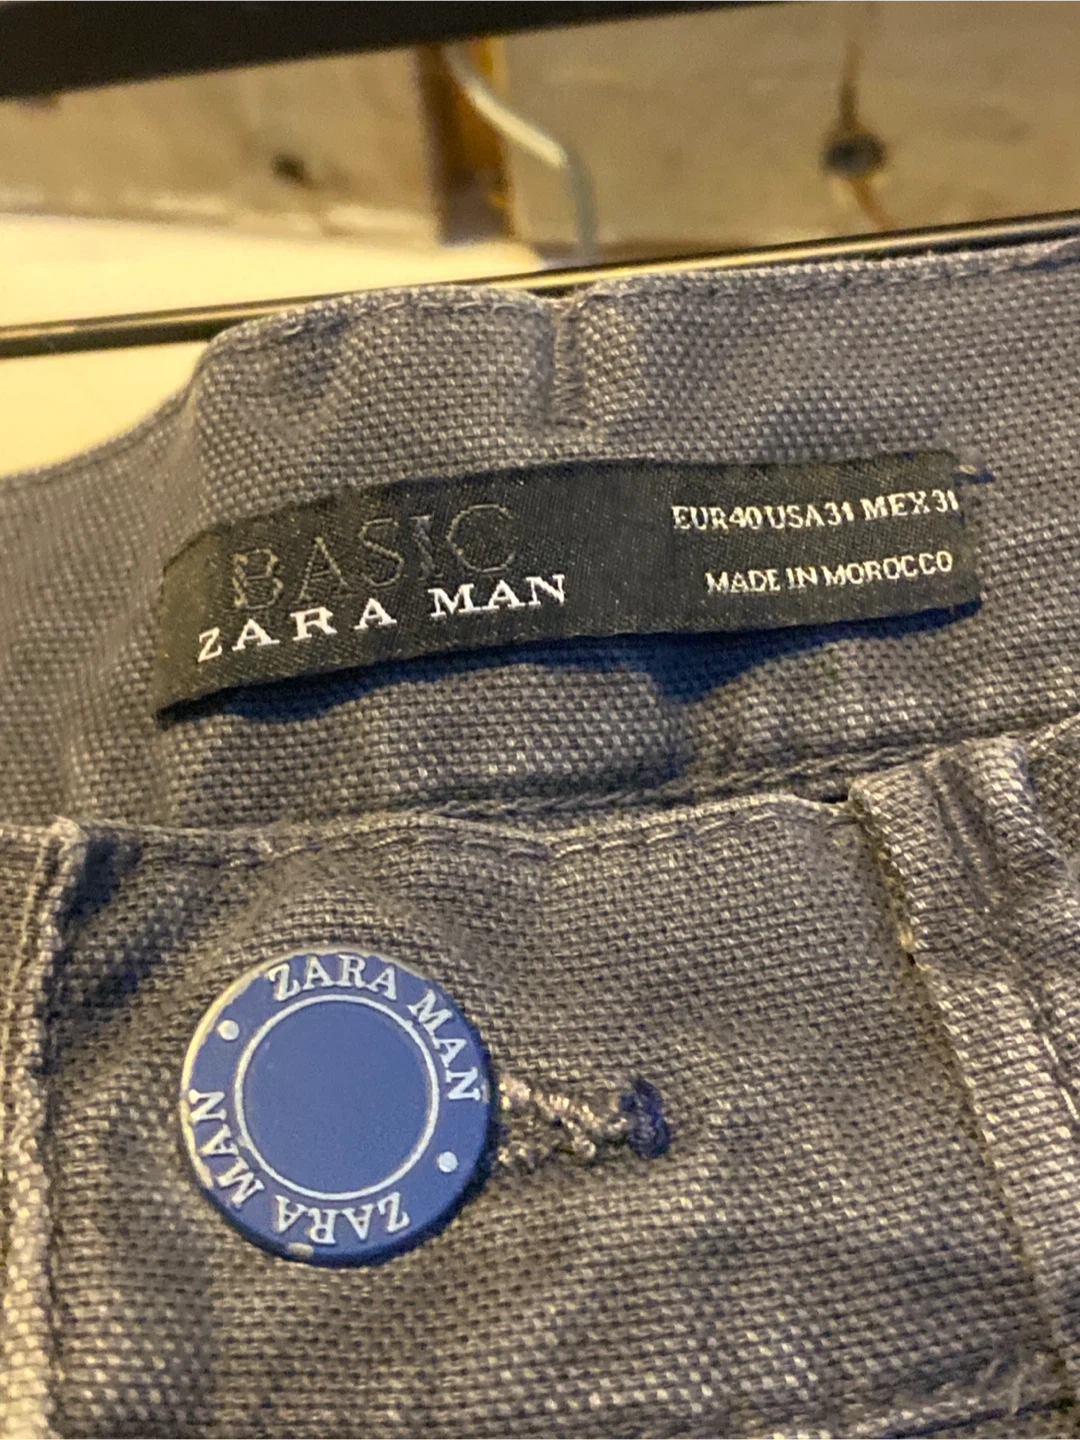 BASIC
ZARA MAN
EUR40 USA31 MEX31
MADE IN MOROCCO
ZARA MAN
ZARA MAN